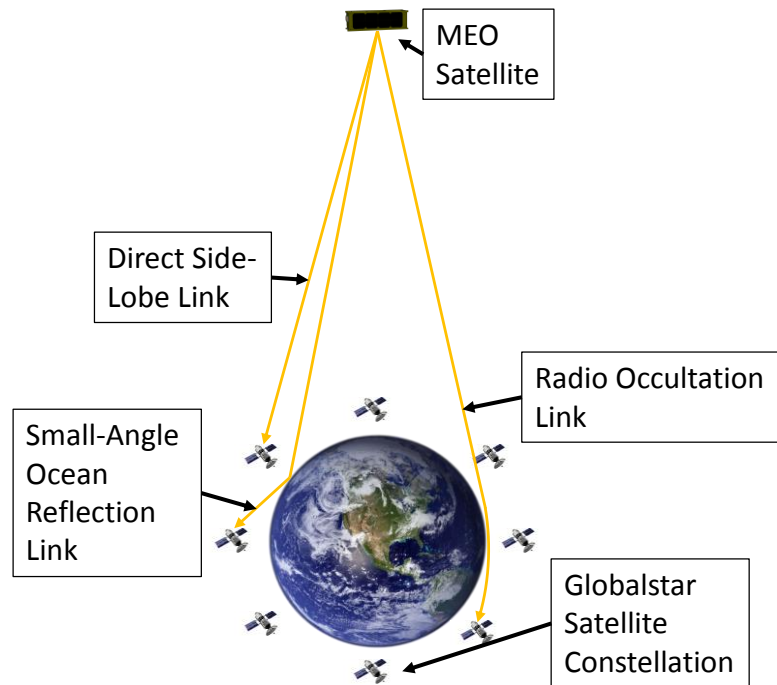 MEO
Satellite
Direct Side-
Lobe Link
Radio Occultation
Link
Small-Angle
Ocean
Reflection
Link
Globalstar
Satellite
Constellation